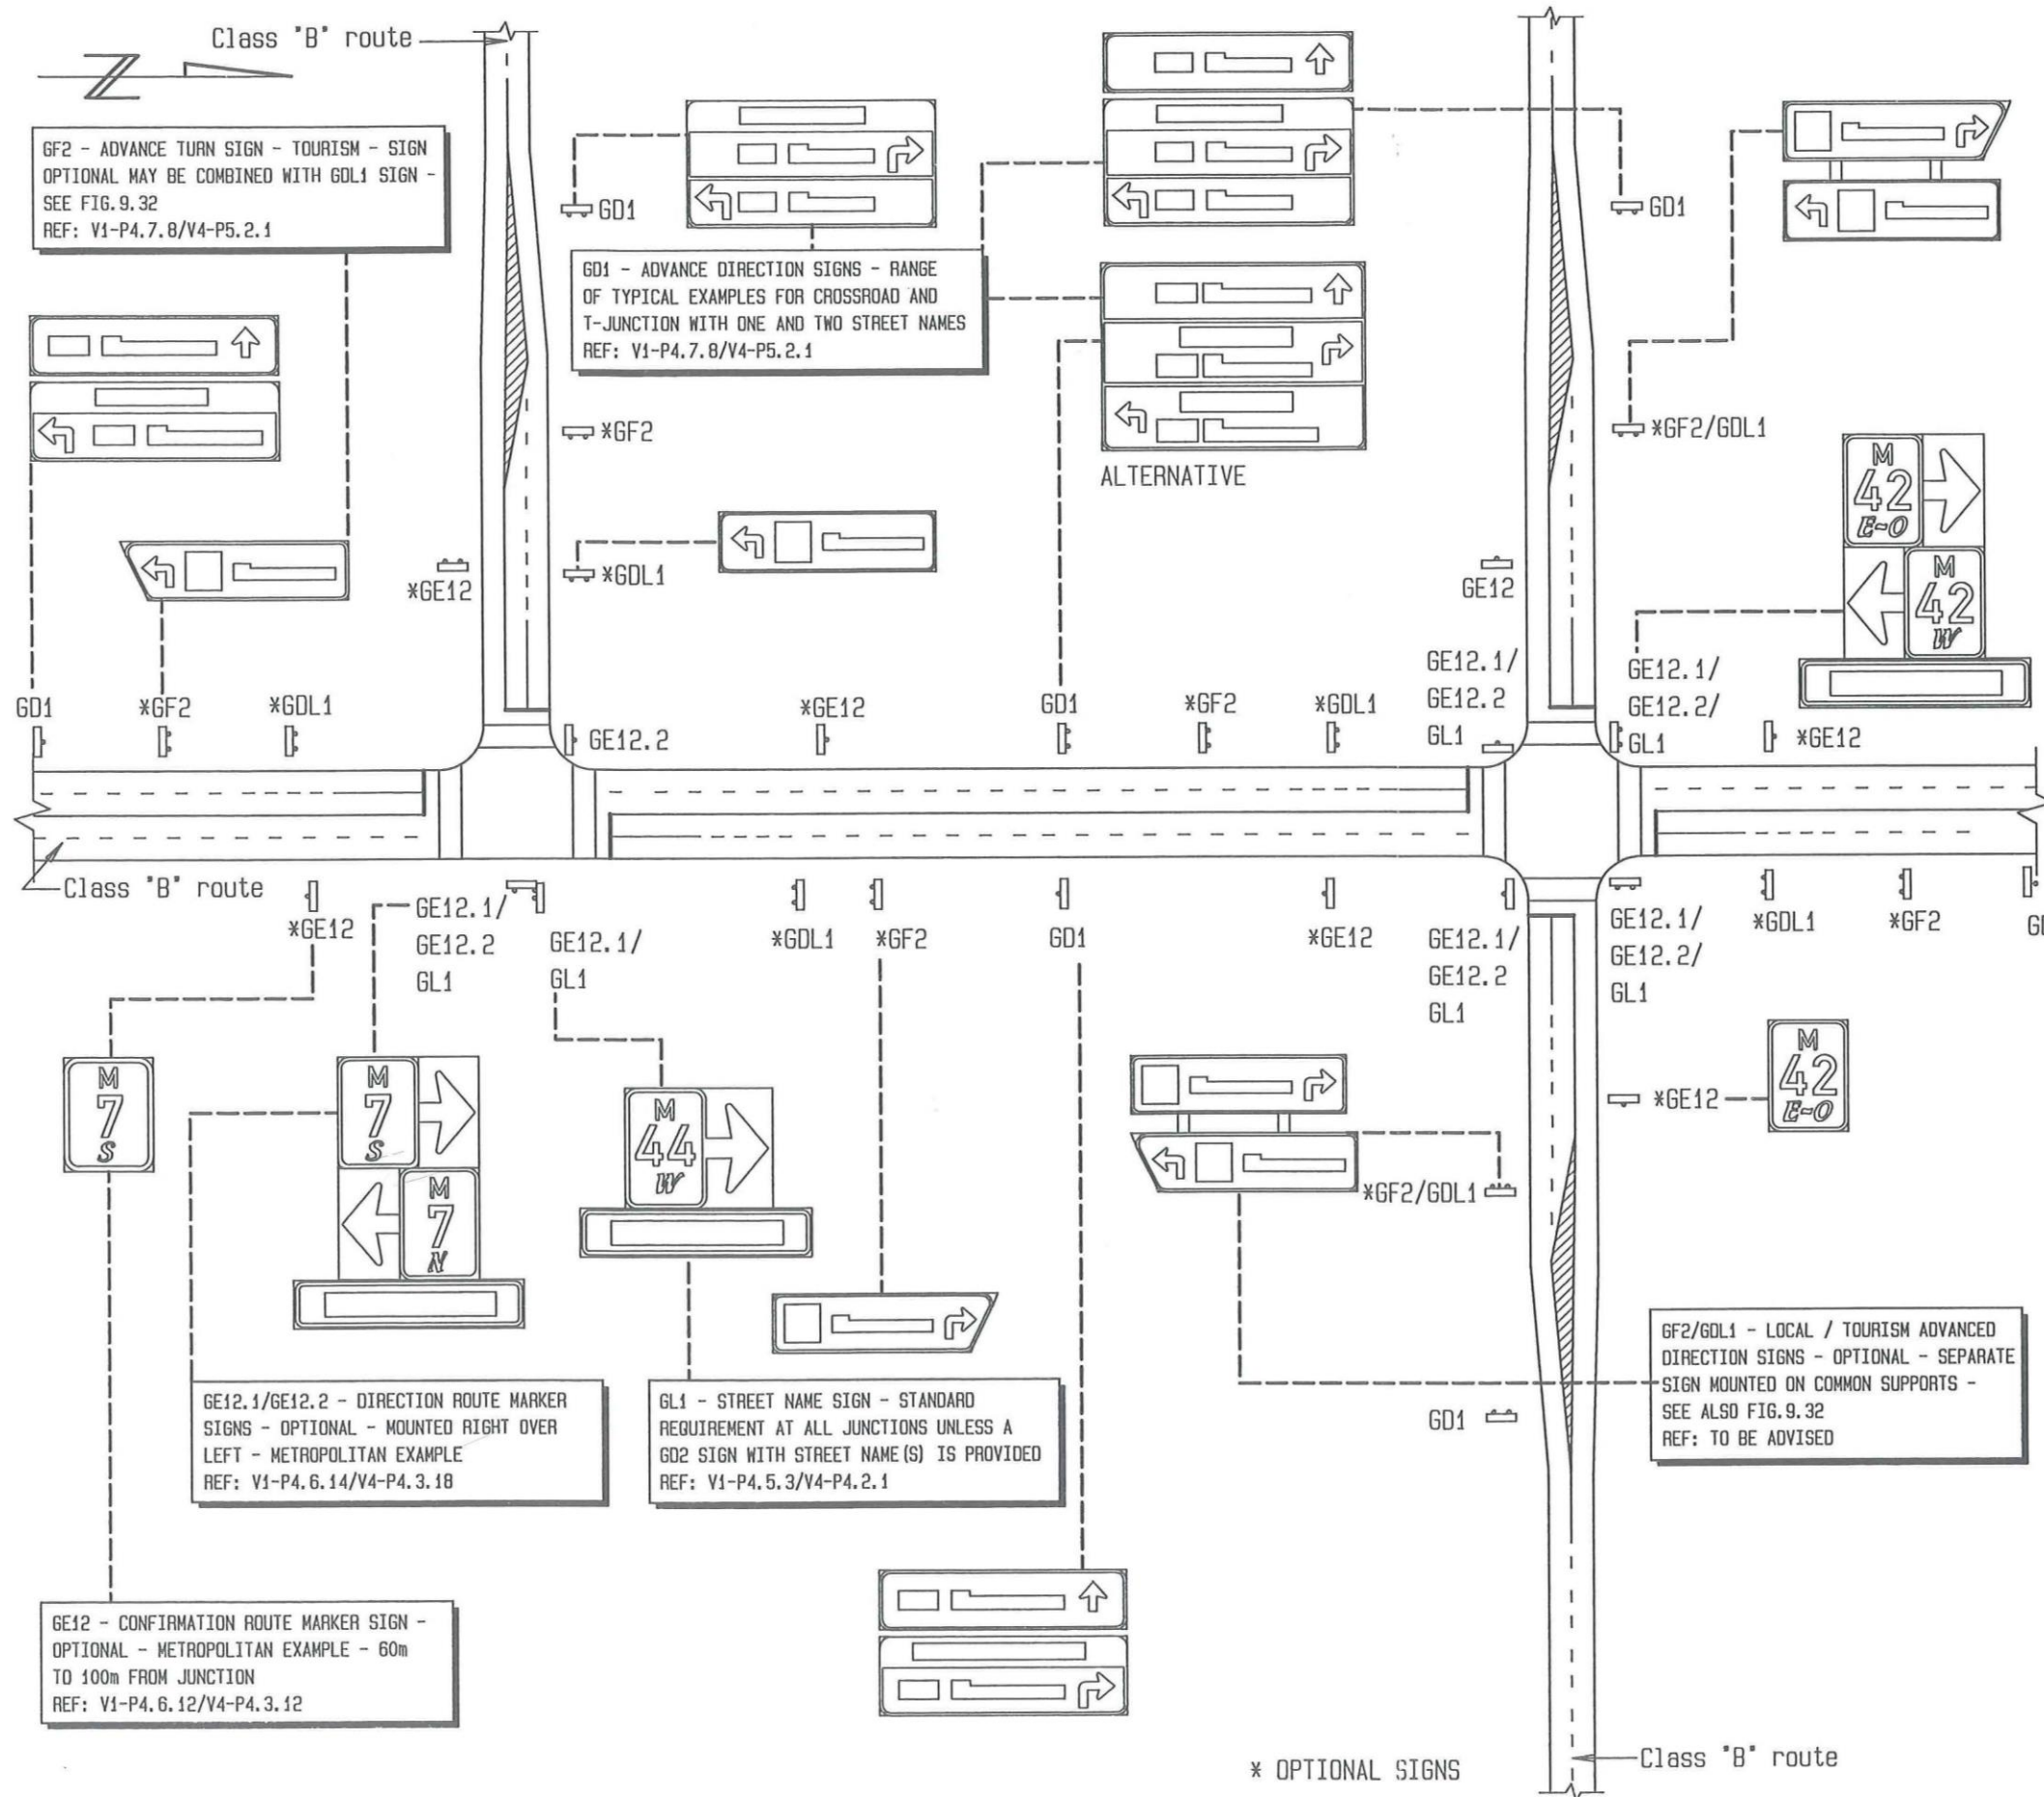 Class "B" route
GF2 - ADVANCE TURN SIGN - TOURISM - SIGN
OPTIONAL MAY BE COMBINED WITH GDL1 SIGN -
SEE FIG.9.32
REF: V1-P4.7.8/V4-P5.2.1
GD1
GD1
GD1 - ADVANCE DIRECTION SIGNS - RANGE
OF TYPICAL EXAMPLES FOR CROSSROAD AND
T-JUNCTION WITH ONE AND TWO STREET NAMES
REF: V1-P4.7.8/V4-P5.2.1
*GF2
*GF2/GDL1
ALTERNATIVE
M
42
E-O
M
42
W
*GE12
*GDL1
GE12
GD1
*GF2
*GDL1
GE12.2
*GE12
GD1
*GF2
*GDL1
GE12.1/
GE12.2
GL1
GE12.1/
GE12.2/
GL1
*GE12
Class "B" route
*GE12
GE12.1/
GE12.2
GL1
GE12.1/
GL1
*GDL1
*GF2
GD1
*GE12
GE12.1/
GE12.2
GL1
GE12.1/
GE12.2/
GL1
*GDL1
*GF2
M
7
S
M
7
S
M
7
N
M
44
W
*GE12
M
42
E-O
*GF2/GDL1
GE12.1/GE12.2 - DIRECTION ROUTE MARKER
SIGNS - OPTIONAL - MOUNTED RIGHT OVER
LEFT - METROPOLITAN EXAMPLE
REF: V1-P4.6.14/V4-P4.3.18
GL1 - STREET NAME SIGN - STANDARD
REQUIREMENT AT ALL JUNCTIONS UNLESS A
GD2 SIGN WITH STREET NAME(S) IS PROVIDED
REF: V1-P4.5.3/V4-P4.2.1
GD1
GF2/GDL1 - LOCAL / TOURISM ADVANCED
DIRECTION SIGNS - OPTIONAL - SEPARATE
SIGN MOUNTED ON COMMON SUPPORTS -
SEE ALSO FIG.9.32
REF: TO BE ADVISED
GE12 - CONFIRMATION ROUTE MARKER SIGN -
OPTIONAL - METROPOLITAN EXAMPLE - 60m
TO 100m FROM JUNCTION
REF: V1-P4.6.12/V4-P4.3.12
* OPTIONAL SIGNS
Class "B" route